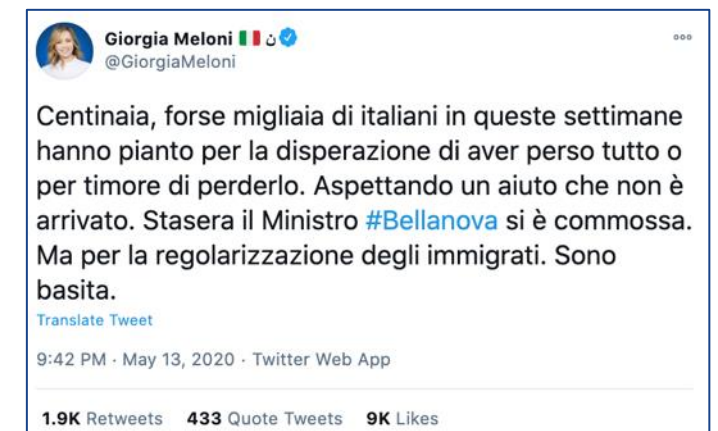 Giorgia Meloni 🇮🇹 ن
@GiorgiaMeloni
Centinaia, forse migliaia di italiani in queste settimane
hanno pianto per la disperazione di aver perso tutto o
per timore di perderlo. Aspettando un aiuto che non è
arrivato. Stasera il Ministro #Bellanova si è commossa.
Ma per la regolarizzazione degli immigrati. Sono
basita.
Translate Tweet
9:42 PM · May 13, 2020 · Twitter Web App
1.9K Retweets 433 Quote Tweets 9K Likes